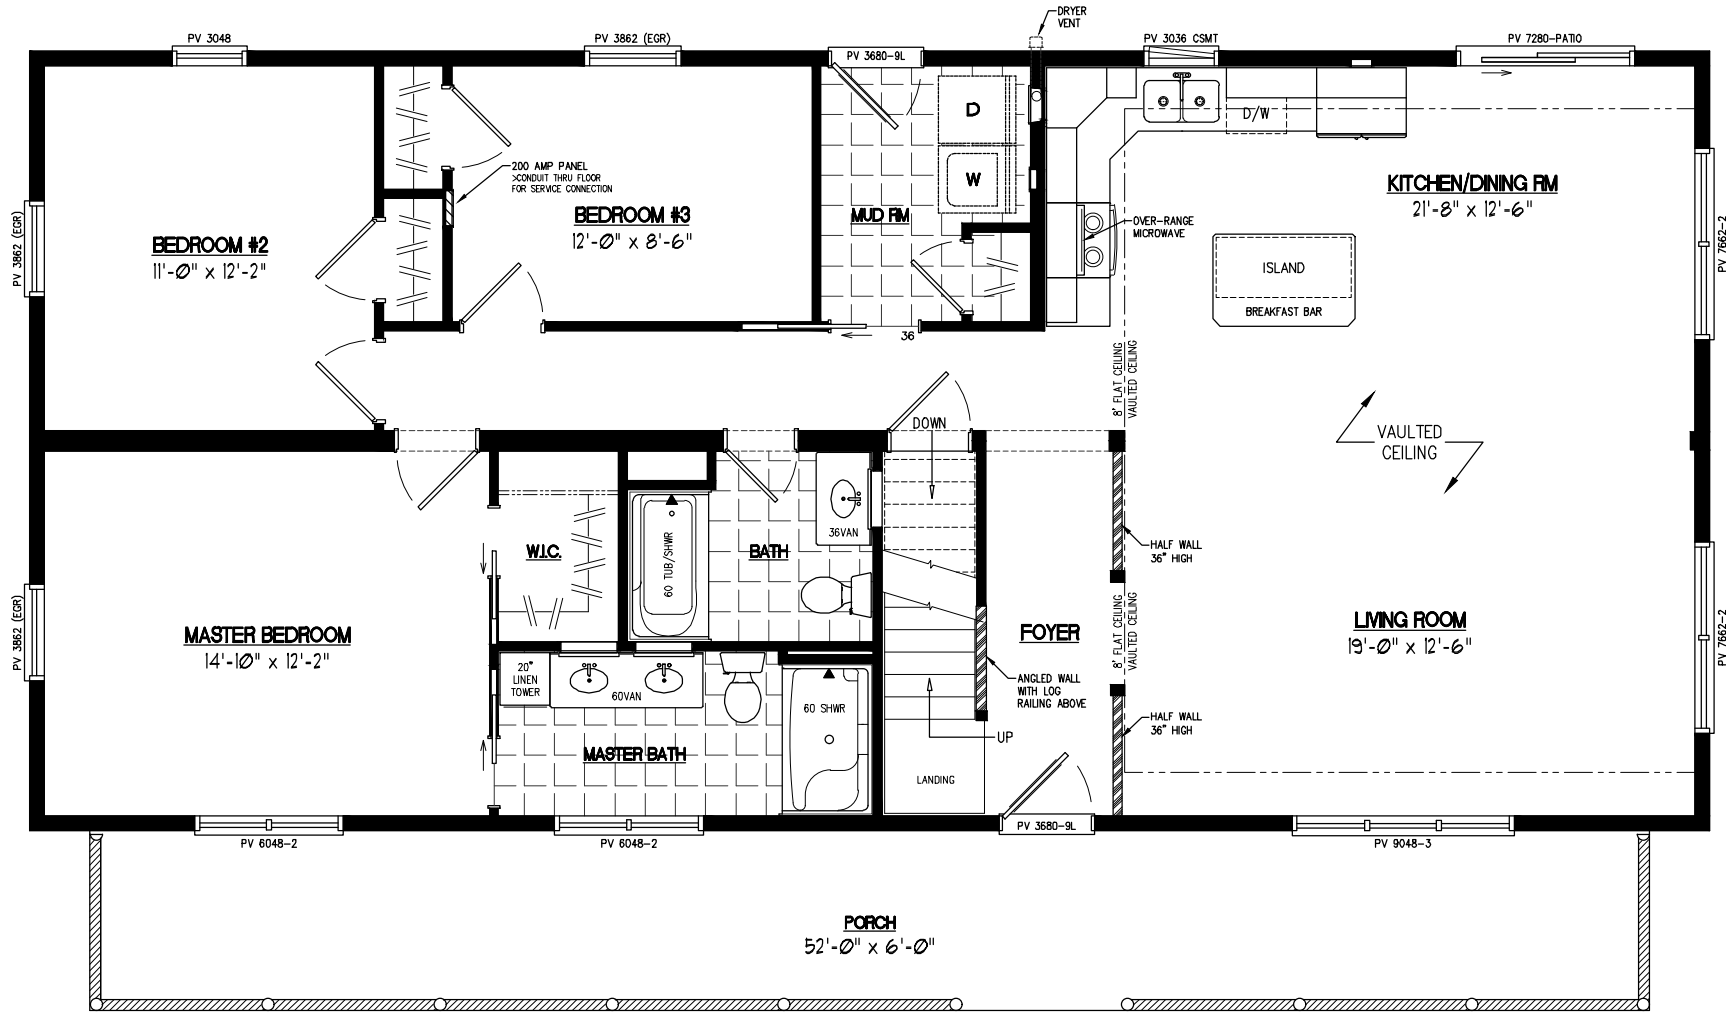 DRYER
VENT
PV 3048
PV 3862 (EGR)
PV 3680-9L
PV 3036 CSMT
PV 7280-PATIO
D
W
D/W
200 AMP PANEL
>CONDUIT THRU FLOOR
FOR SERVICE CONNECTION
KITCHEN/DINING RM
21'-8" x 12'-6"
BEDROOM #3
12'-0" x 8'-6"
MUD RM
OVER-RANGE
MICROWAVE
PV 3862 (EGR)
BEDROOM #2
11'-0" x 12'-2"
PV 7662-2
ISLAND
BREAKFAST BAR
36
8' FLAT CEILING
VAULTED CEILING
DOWN
VAULTED
CEILING
36VAN
W.I.C.
60 TUB/SHWR
BATH
HALF WALL
36" HIGH
PV 3862 (EGR)
MASTER BEDROOM
14'-10" x 12'-2"
FOYER
8' FLAT CEILING
VAULTED CEILING
LIVING ROOM
19'-0" x 12'-6"
PV 7662-2
20"
LINEN
TOWER
60VAN
60 SHWR
ANGLED WALL
WITH LOG
RAILING ABOVE
HALF WALL
36" HIGH
UP
MASTER BATH
LANDING
PV 6048-2
PV 6048-2
PV 3680-9L
PV 9048-3
PORCH
52'-0" x 6'-0"